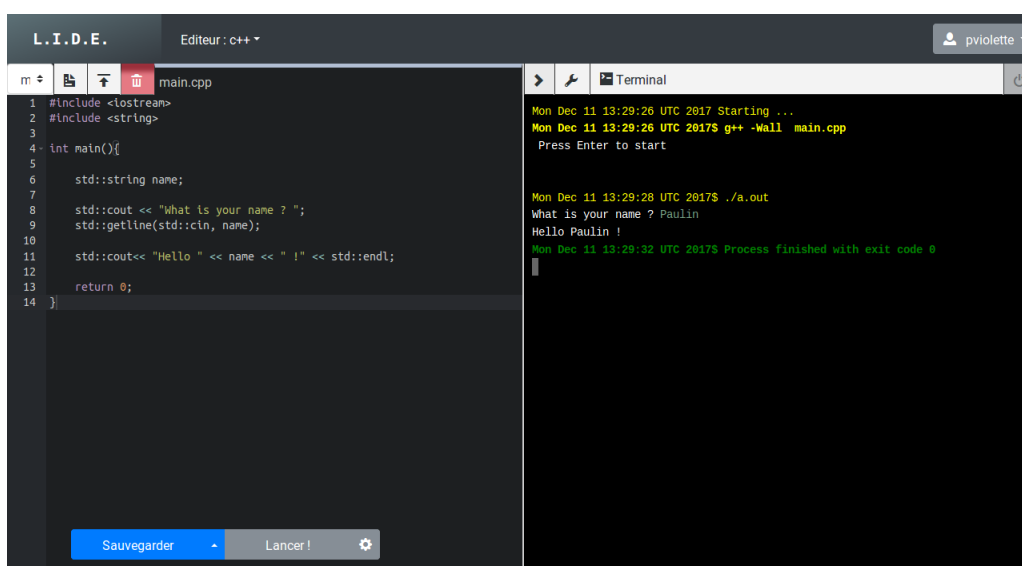 L.I.D.E. Editeur : c++ pviolette
m main.cpp Terminal
1 #include <iostream>
2 #include <string>
3
4 int main(){
5
6 std::string name;
7
8 std::cout << "What is your name ? ";
9 std::getline(std::cin, name);
10
11 std::cout<< "Hello " << name << " !" << std::endl;
12
13 return 0;
14 }
Mon Dec 11 13:29:26 UTC 2017 Starting ...
Mon Dec 11 13:29:26 UTC 2017$ g++ -Wall main.cpp
Press Enter to start
Mon Dec 11 13:29:28 UTC 2017$ ./a.out
What is your name ? Paulin
Hello Paulin !
Mon Dec 11 13:29:32 UTC 2017$ Process finished with exit code 0
Sauvegarder Lancer !